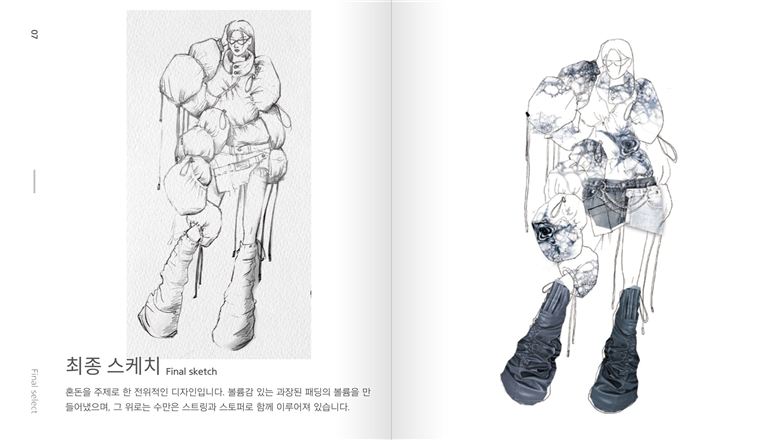 07
최종 스케치 Final sketch
혼돈을 주제로 한 전위적인 디자인입니다. 볼륨감 있는 과장된 패딩의 볼륨을 만
들어냈으며, 그 위로는 수만은 스트링과 스토퍼로 함께 이루어져 있습니다.
Final select